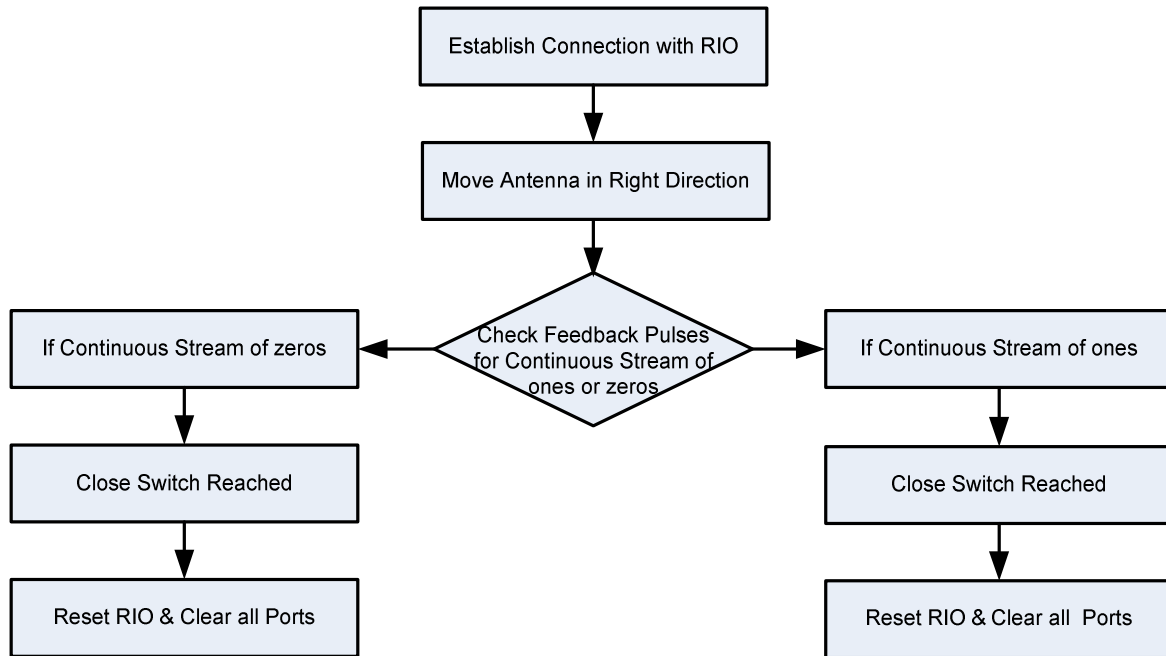 Establish Connection with RIO
Move Antenna in Right Direction
Check Feedback Pulses
for Continuous Stream of
ones or zeros
If Continuous Stream of zeros
Close Switch Reached
Reset RIO & Clear all Ports
If Continuous Stream of ones
Close Switch Reached
Reset RIO & Clear all  Ports